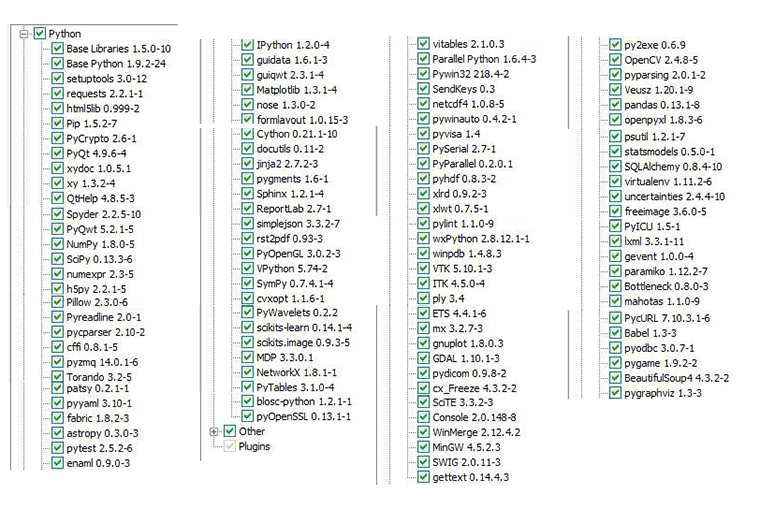 Python
Base Libraries 1.5.0-10
Base Python 1.9.2-24
setuptools 3.0-12
requests 2.2.1-1
html5lib 0.999-2
Pip 1.5.2-7
PyCrypto 2.6-1
PyQt 4.9.6-4
xydoc 1.0.5.1
xy 1.3.2-4
QtHelp 4.8.5-3
Spyder 2.2.5-10
PyQwt 5.2.1-5
NumPy 1.8.0-5
SciPy 0.13.3-6
numexpr 2.3-5
h5py 2.2.1-5
Pillow 2.3.0-6
Pyreadline 2.0-1
pycparser 2.10-2
cffi 0.8.1-5
pyzmq 14.0.1-6
Torando 3.2-5
patsy 0.2.1-1
pyyaml 3.10-1
fabric 1.8.2-3
astropy 0.3.0-3
pytest 2.5.2-6
enaml 0.9.0-3
IPython 1.2.0-4
guidata 1.6.1-3
guiqwt 2.3.1-4
Matplotlib 1.3.1-4
nose 1.3.0-2
formlavout 1.0.15-3
Cython 0.21.1-10
docutils 0.11-2
jinja2 2.7.2-3
pygments 1.6-1
Sphinx 1.2.1-4
ReportLab 2.7-1
simplejson 3.3.2-7
rst2pdf 0.93-3
PyOpenGL 3.0.2-3
VPython 5.74-2
SymPy 0.7.4.1-4
cvxopt 1.1.6-1
PyWavelets 0.2.2
scikits-learn 0.14.1-4
scikits.image 0.9.3-5
MDP 3.3.0.1
NetworkX 1.8.1-1
PyTables 3.1.0-4
blosc-python 1.2.1-1
pyOpenSSL 0.13.1-1
Other
Plugins
vitables 2.1.0.3
Parallel Python 1.6.4-3
Pywin32 218.4-2
SendKeys 0.3
netcdf4 1.0.8-5
pywinauto 0.4.2-1
pyvisa 1.4
PySerial 2.7-1
PyParallel 0.2.0.1
pyhdf 0.8.3-2
xlrd 0.9.2-3
xlwt 0.7.5-1
pylint 1.1.0-9
wxPython 2.8.12.1-1
winpdb 1.4.8.3
VTK 5.10.1-3
ITK 4.5.0-4
ply 3.4
ETS 4.4.1-6
mx 3.2.7-3
gnuplot 1.8.0.3
GDAL 1.10.1-3
pydicom 0.9.8-2
cx_Freeze 4.3.2-2
SciTE 3.3.2-3
Console 2.0.148-8
WinMerge 2.12.4.2
MinGW 4.5.2.3
SWIG 2.0.11-3
gettext 0.14.4.3
py2exe 0.6.9
OpenCV 2.4.8-5
pyparsing 2.0.1-2
Veusz 1.20.1-9
pandas 0.13.1-8
openpyxl 1.8.3-6
psutil 1.2.1-7
statsmodels 0.5.0-1
SQLAlchemy 0.8.4-10
virtualenv 1.11.2-6
uncertainties 2.4.4-10
freeimage 3.6.0-5
PyICU 1.5-1
lxml 3.3.1-11
gevent 1.0.0-4
paramiko 1.12.2-7
Bottleneck 0.8.0-3
mahotas 1.1.0-9
PycURL 7.10.3.1-6
Babel 1.3-3
pyodbc 3.0.7-1
pygame 1.9.2-2
BeautifulSoup4 4.3.2-2
pygraphviz 1.3-3